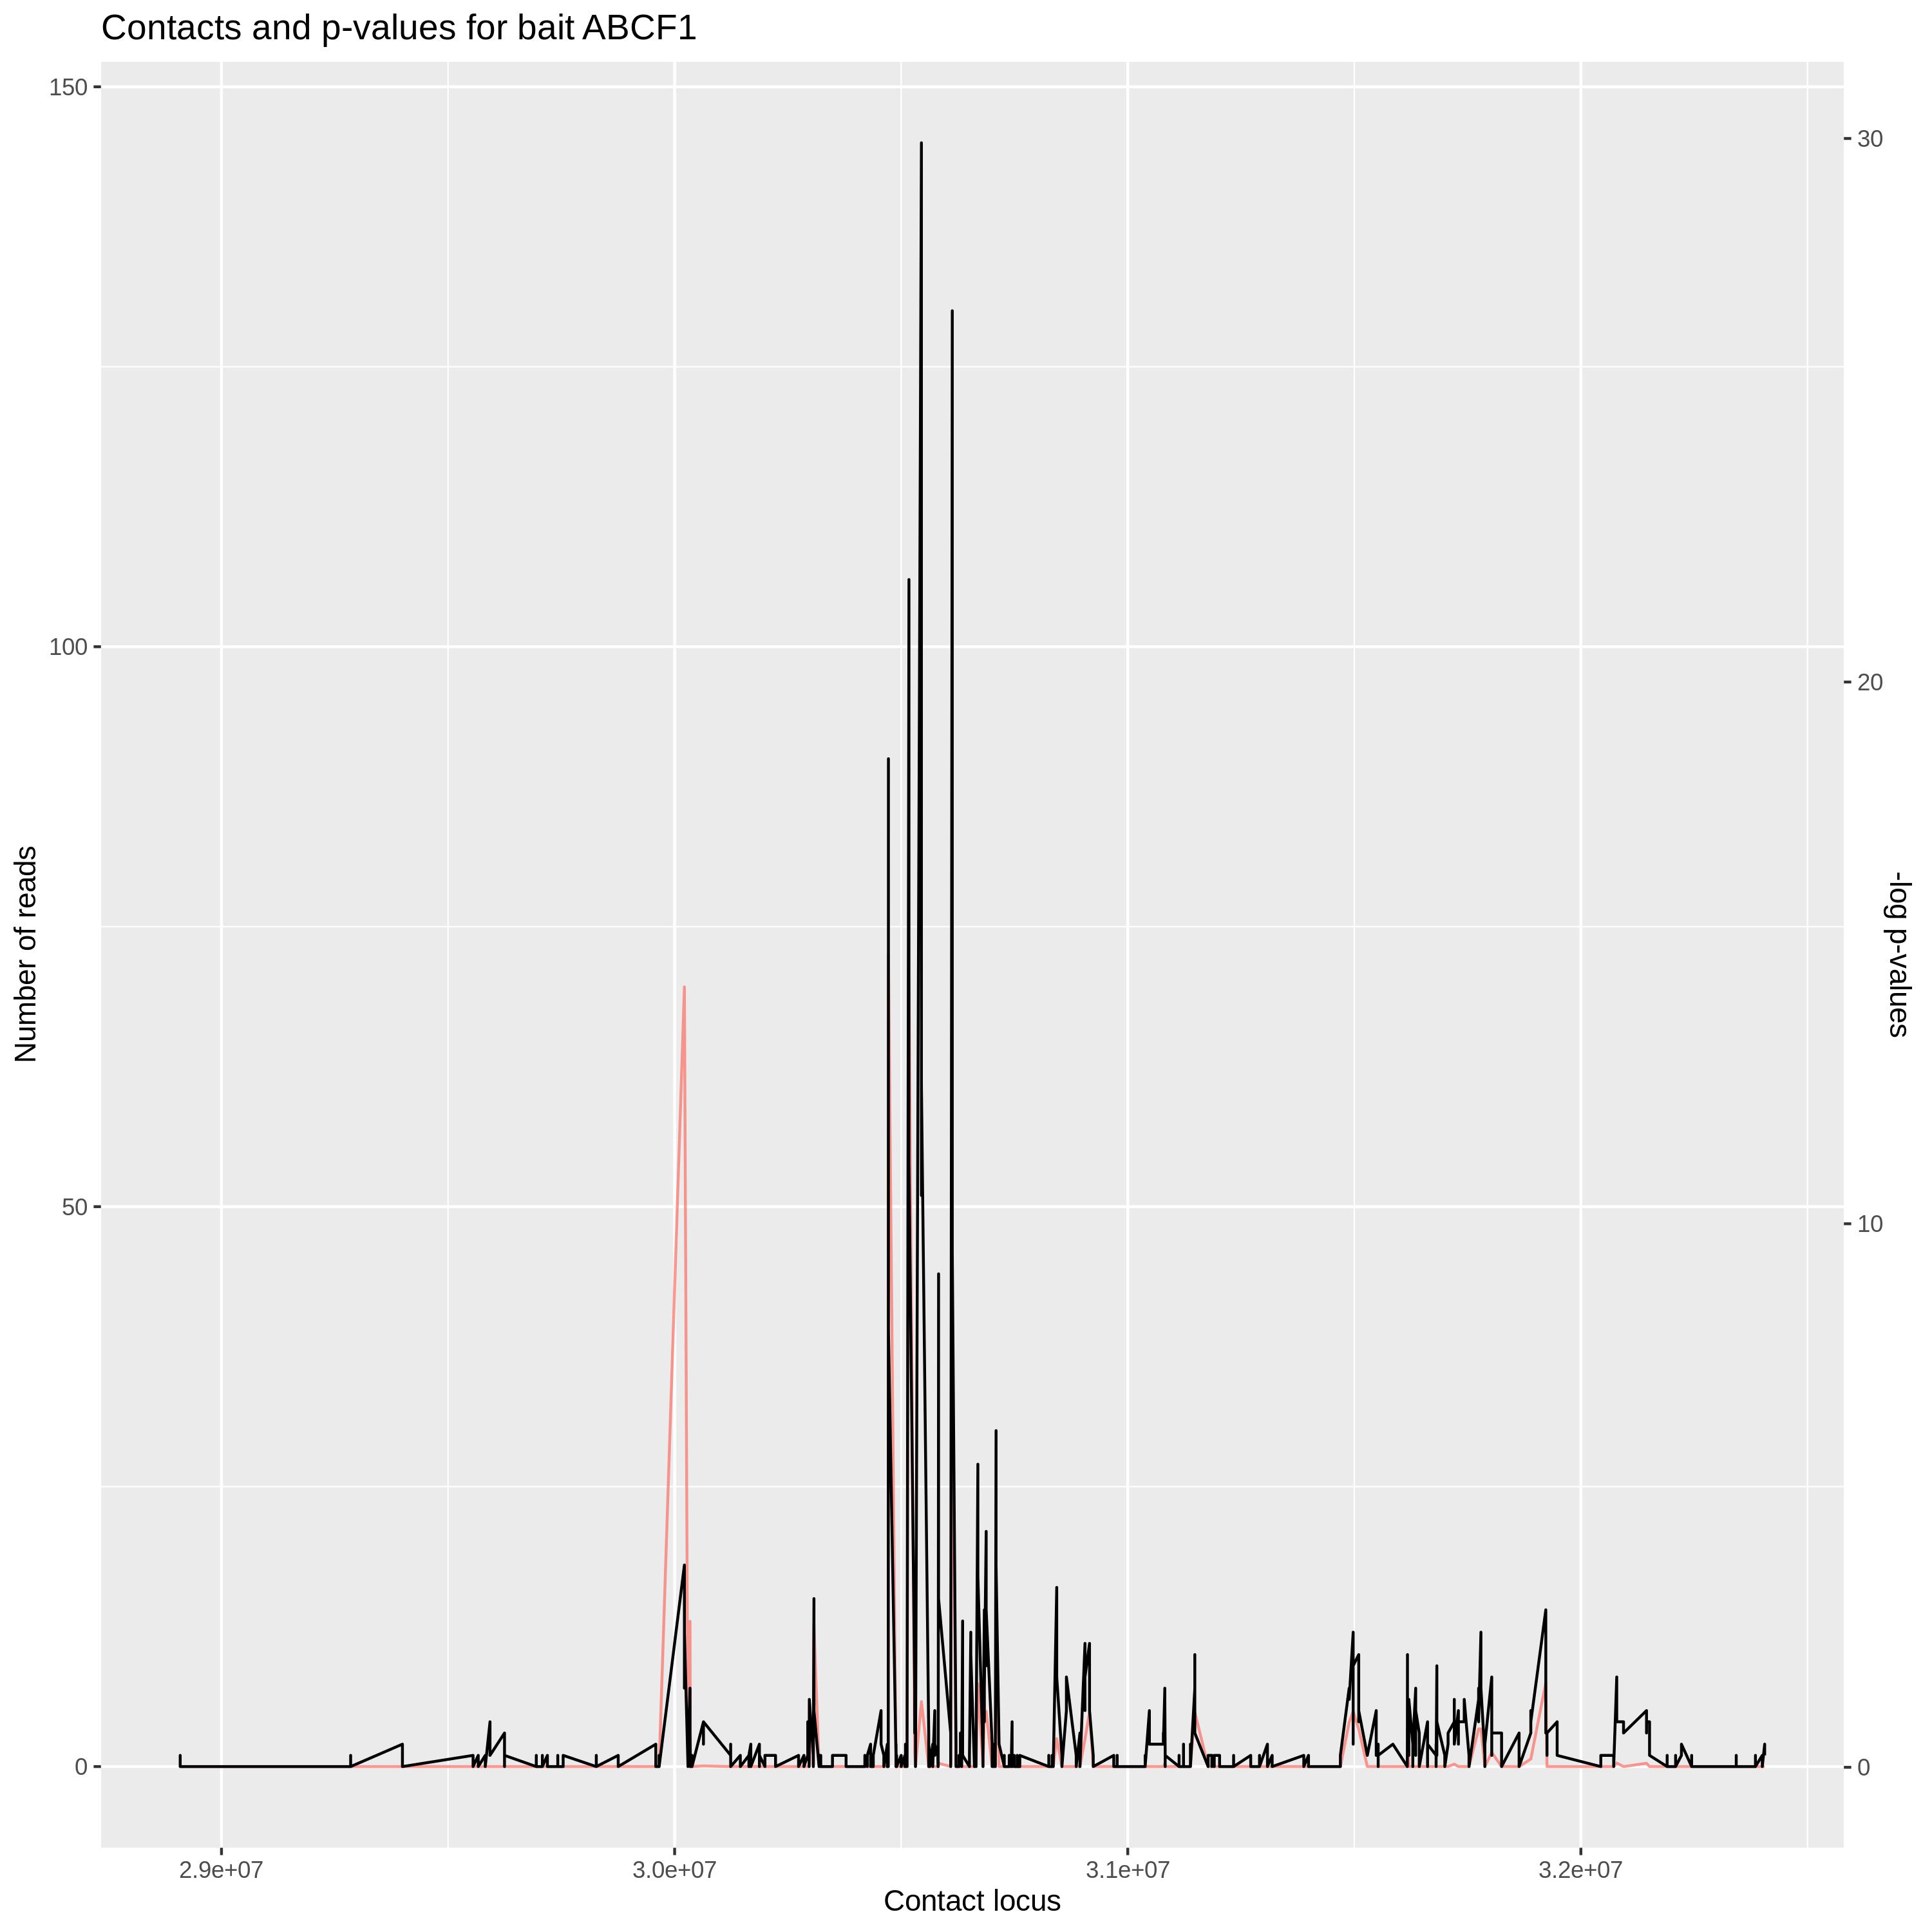 Contacts and p-values for bait ABCF1
150
100
50
0
30
20
10
0
Number of reads
-log p-values
2.9e+07
3.0e+07
3.1e+07
3.2e+07
Contact locus